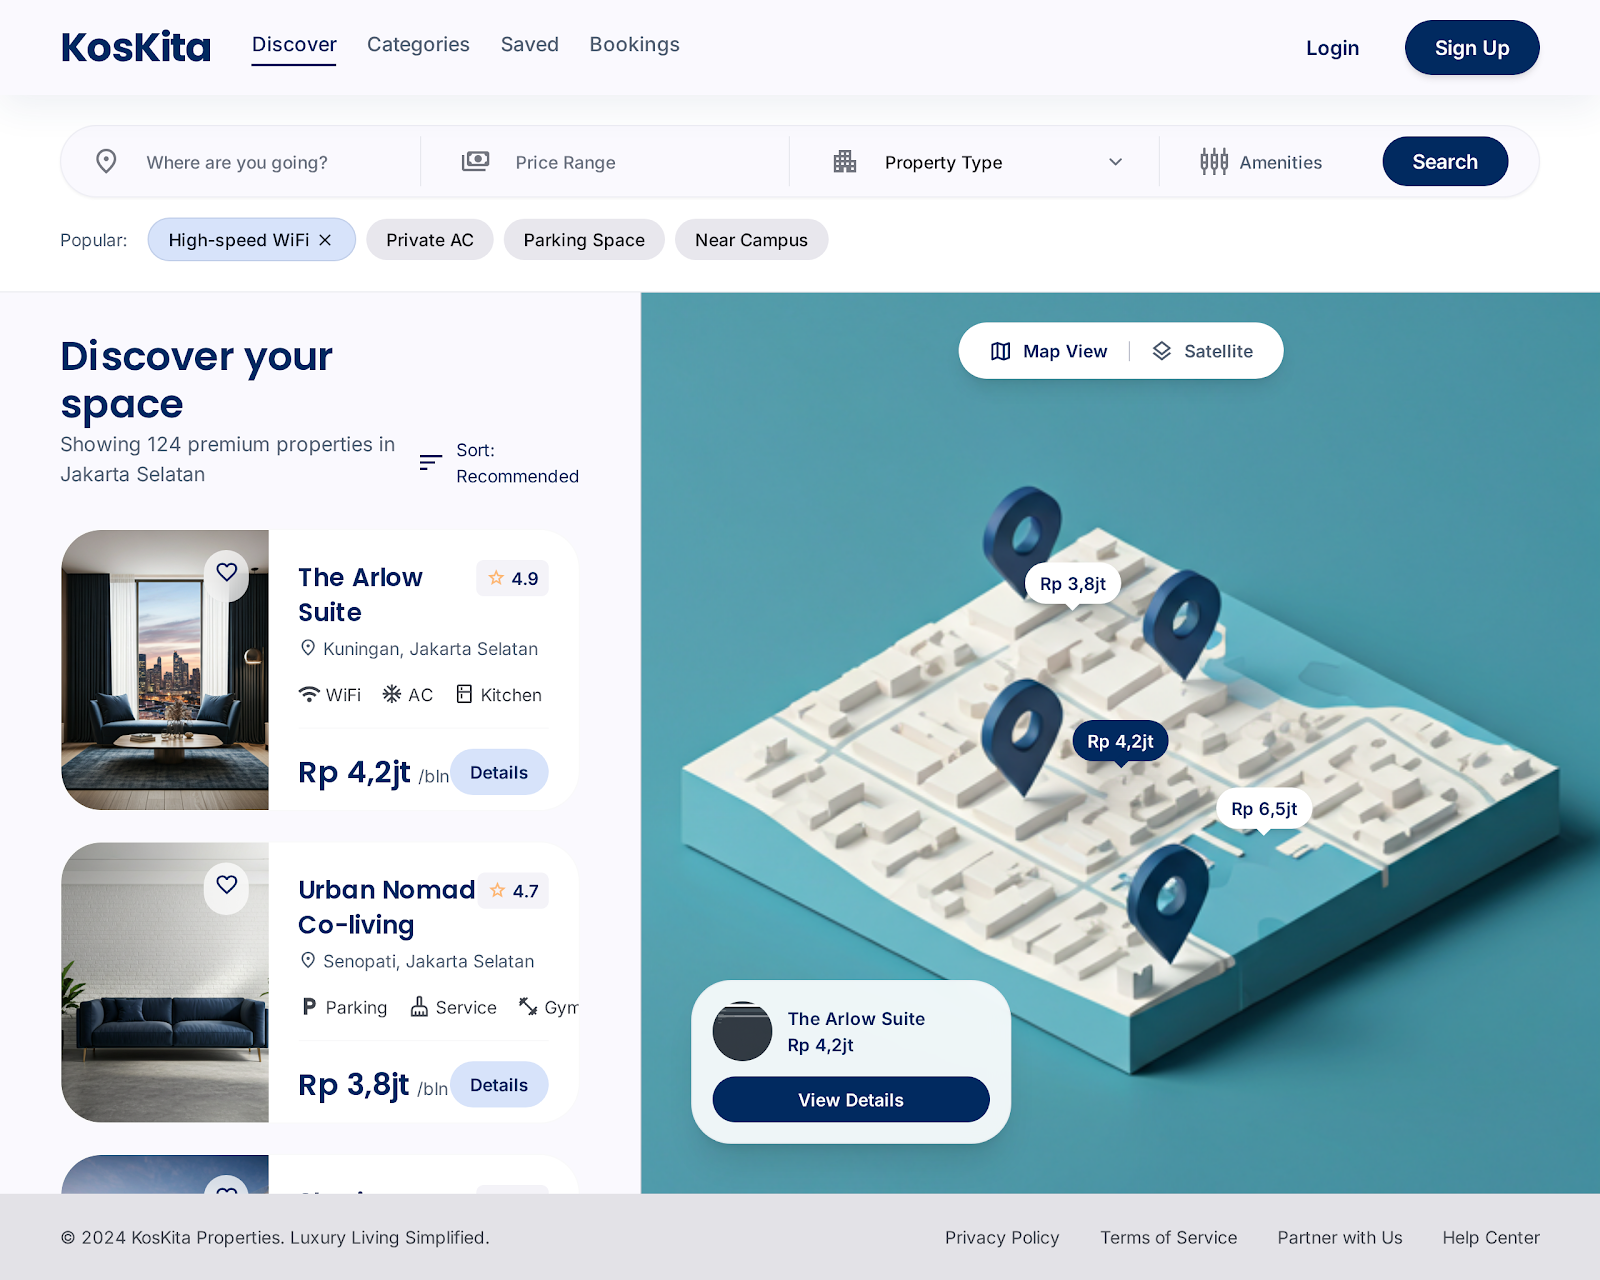 KosKita
Discover
Categories
Saved
Bookings
Login
Sign Up
Where are you going?
Price Range
Property Type
Amenities
Search
Popular:
High-speed WiFi
Private AC
Parking Space
Near Campus
Discover your
space
Showing 124 premium properties in
Jakarta Selatan
Sort:
Recommended
The Arlow
Suite
4.9
Kuningan, Jakarta Selatan
WiFi
AC
Kitchen
Rp 4,2jt /bln
Details
Urban Nomad
Co-living
4.7
Senopati, Jakarta Selatan
Parking
Service
Gym
Rp 3,8jt /bln
Details
Map View
Satellite
Rp 3,8jt
Rp 4,2jt
Rp 6,5jt
The Arlow Suite
Rp 4,2jt
View Details
© 2024 KosKita Properties. Luxury Living Simplified.
Privacy Policy
Terms of Service
Partner with Us
Help Center